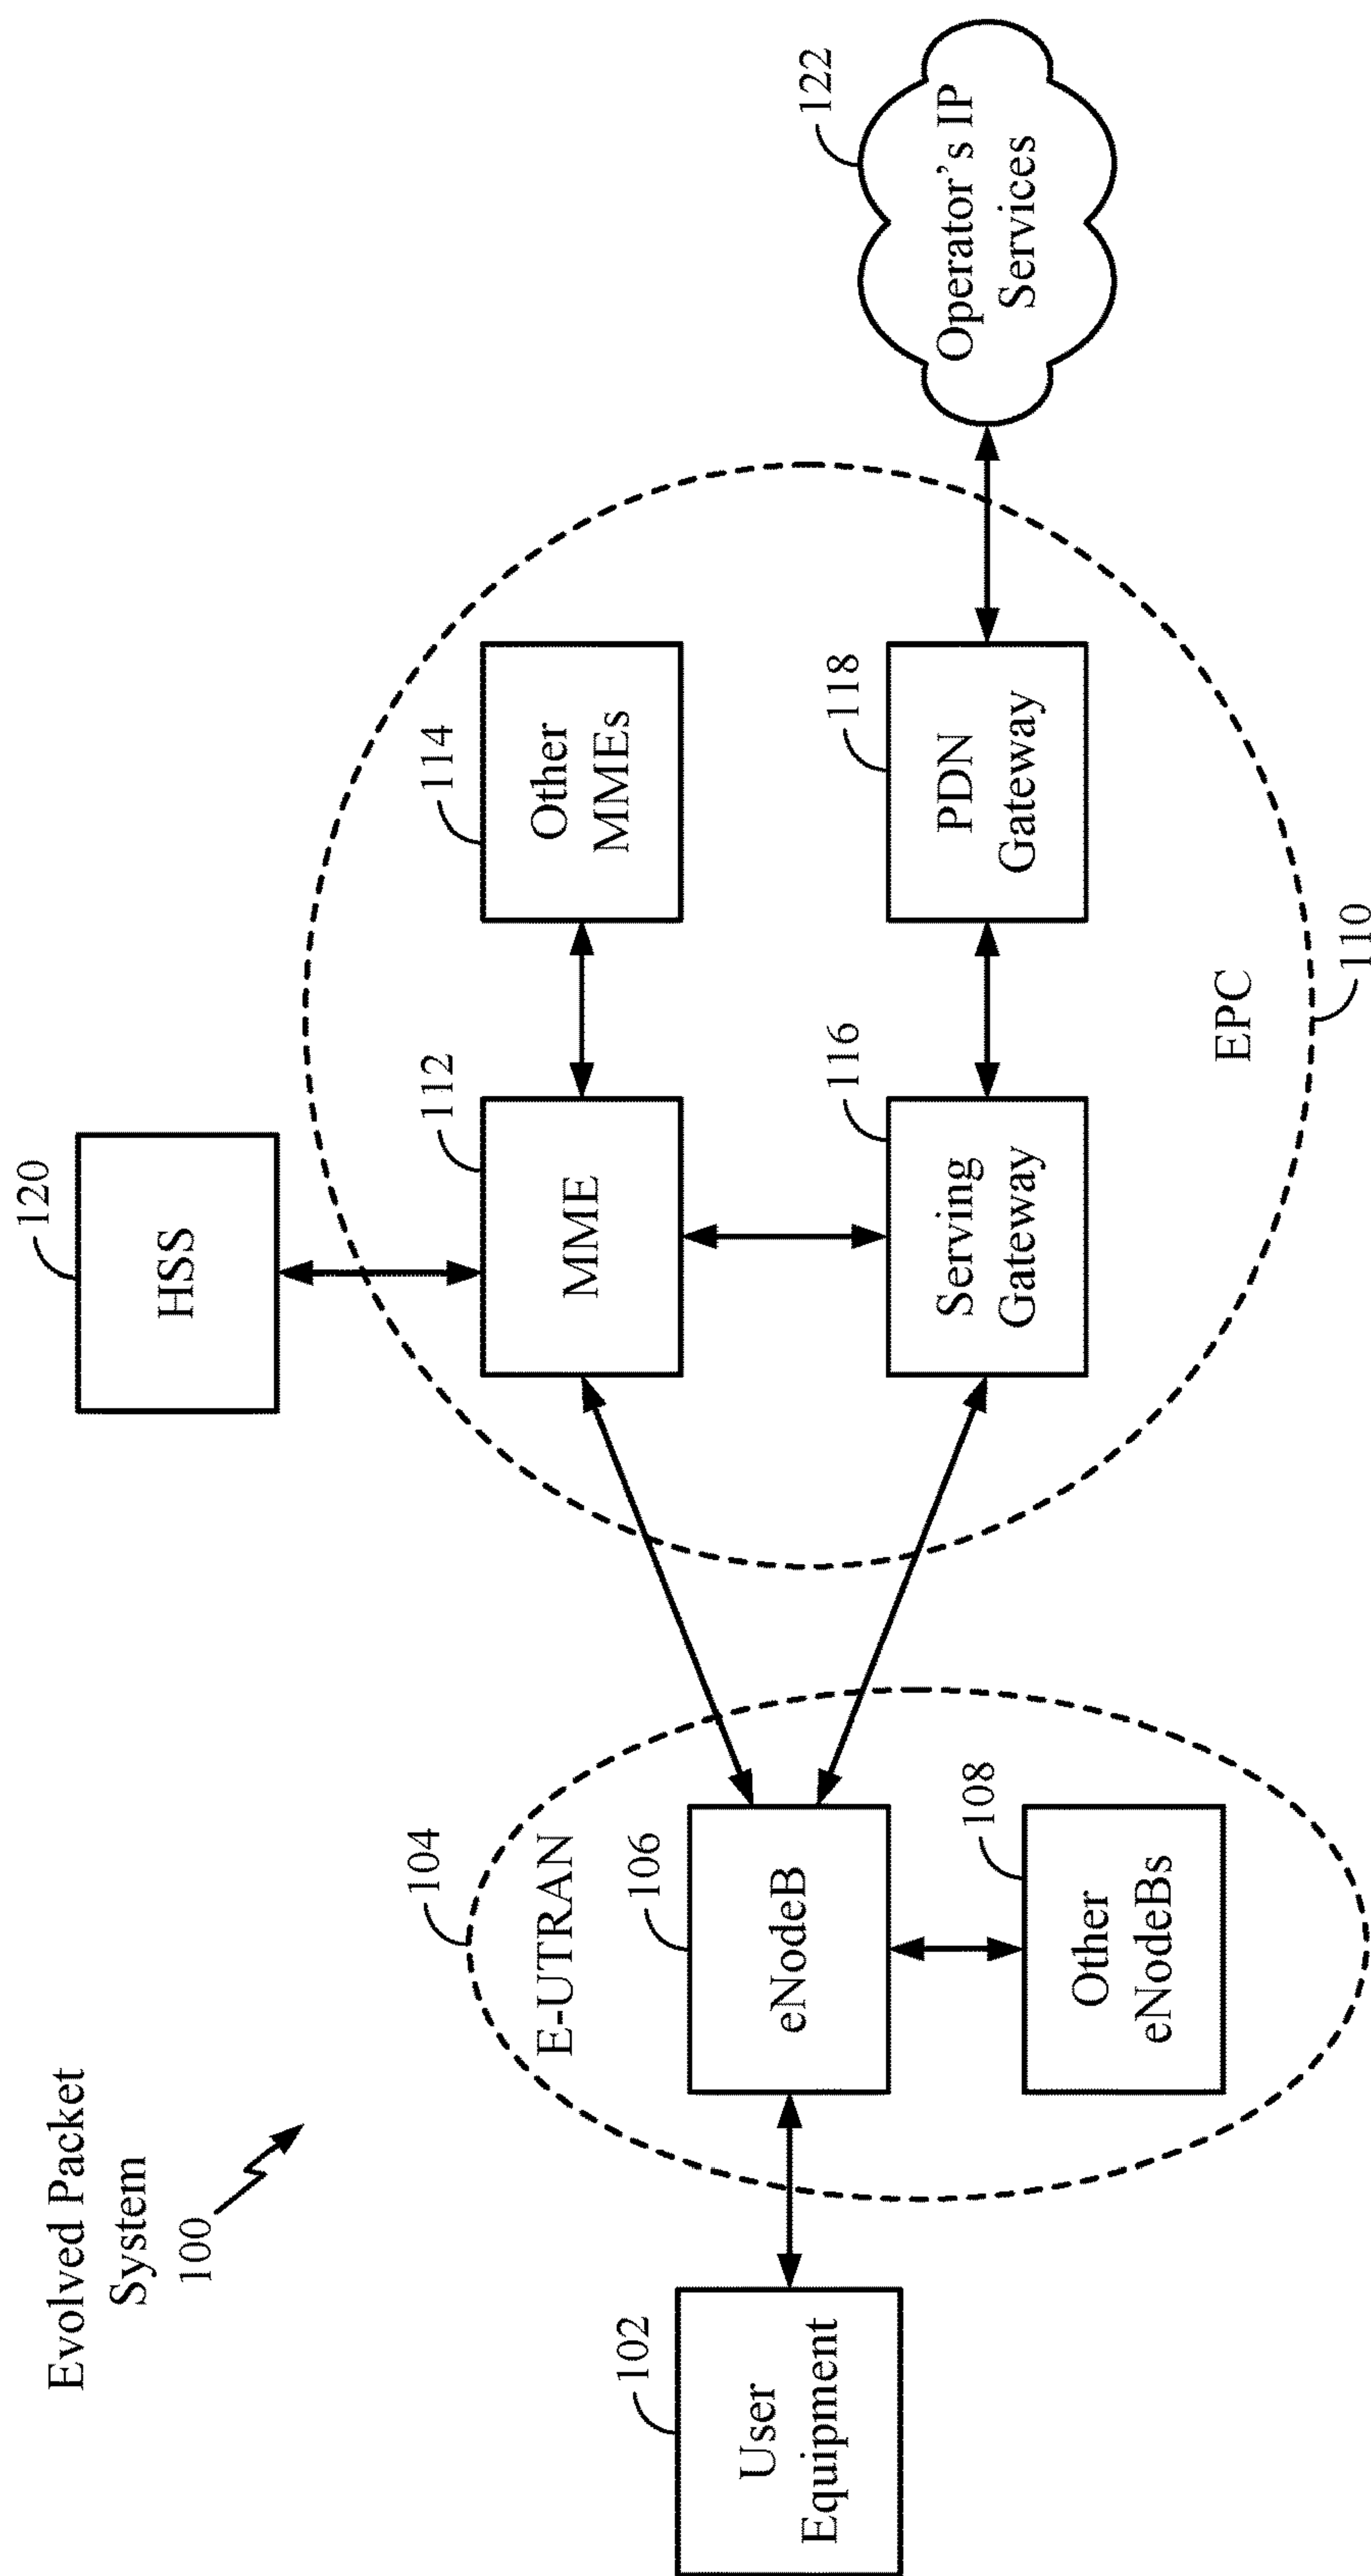 Evolved Packet
System
100
120
HSS
104
E-UTRAN
106
eNodeB
108
Other
eNodeBs
102
User
Equipment
112
MME
114
Other
MMEs
116
Serving
Gateway
118
PDN
Gateway
EPC
110
122
Operator’s IP
Services